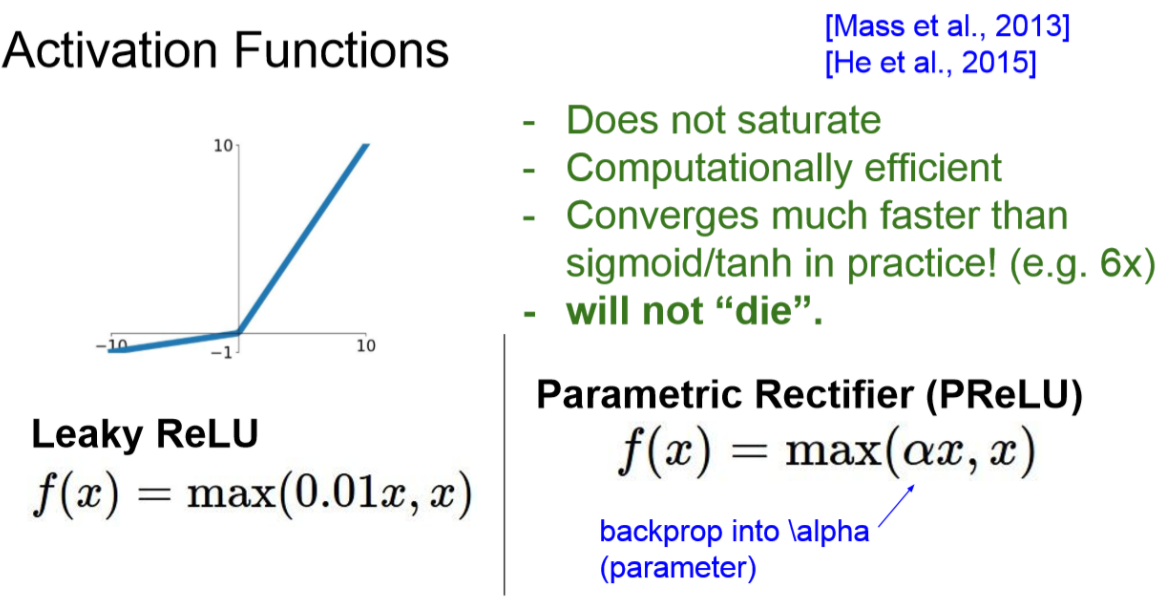 Activation Functions
[Mass et al., 2013]
[He et al., 2015]
- Does not saturate
- Computationally efficient
- Converges much faster than
sigmoid/tanh in practice! (e.g. 6x)
- will not “die”.
10
−10
−1
10
Leaky ReLU
f(x) = max(0.01x, x)
Parametric Rectifier (PReLU)
f(x) = max(αx, x)
backprop into \alpha
(parameter)